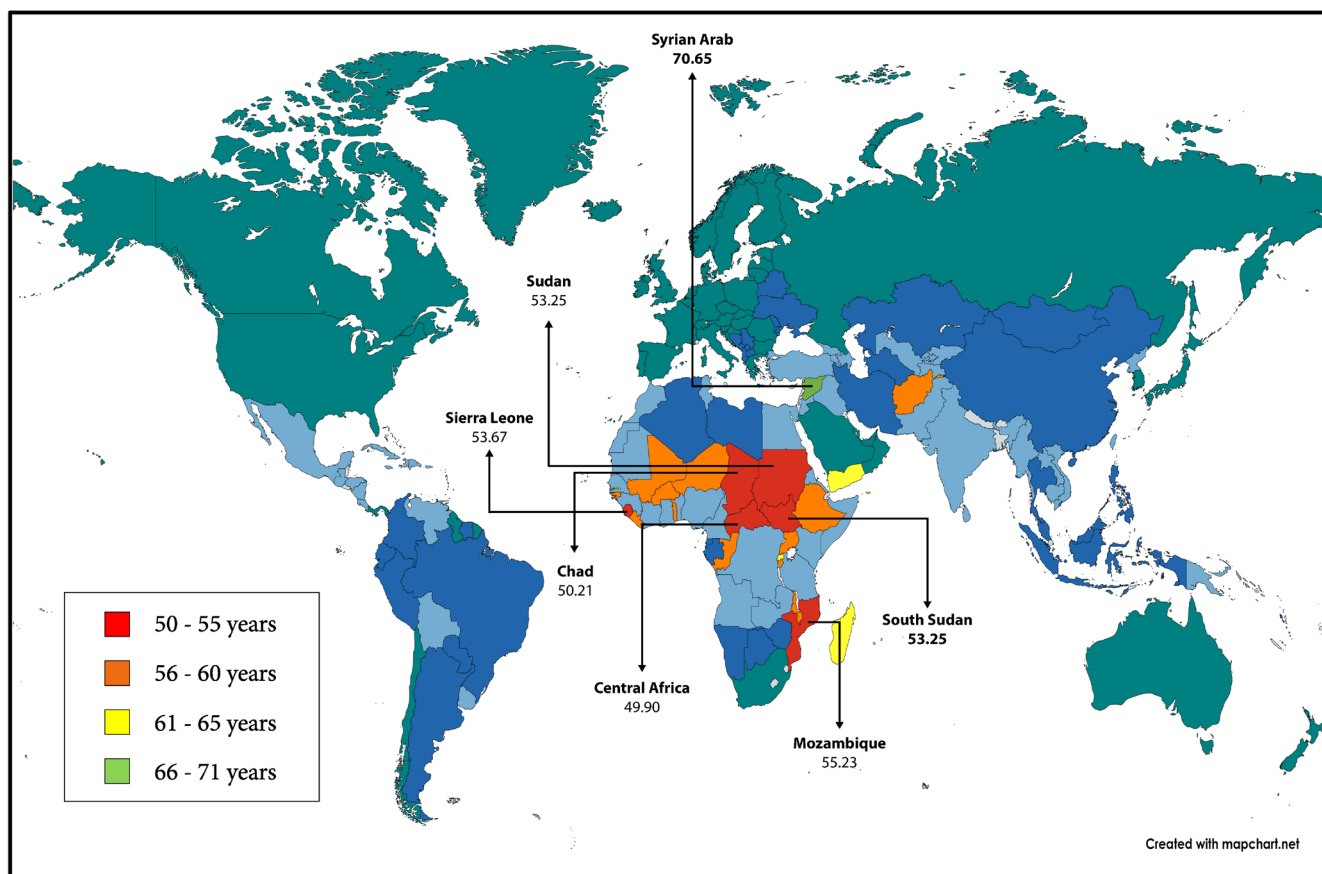 Syrian Arab
70.65
Sudan
53.25
Sierra Leone
53.67
Chad
50.21
South Sudan
53.25
Central Africa
49.90
Mozambique
55.23
50 - 55 years
56 - 60 years
61 - 65 years
66 - 71 years
Created with mapchart.net